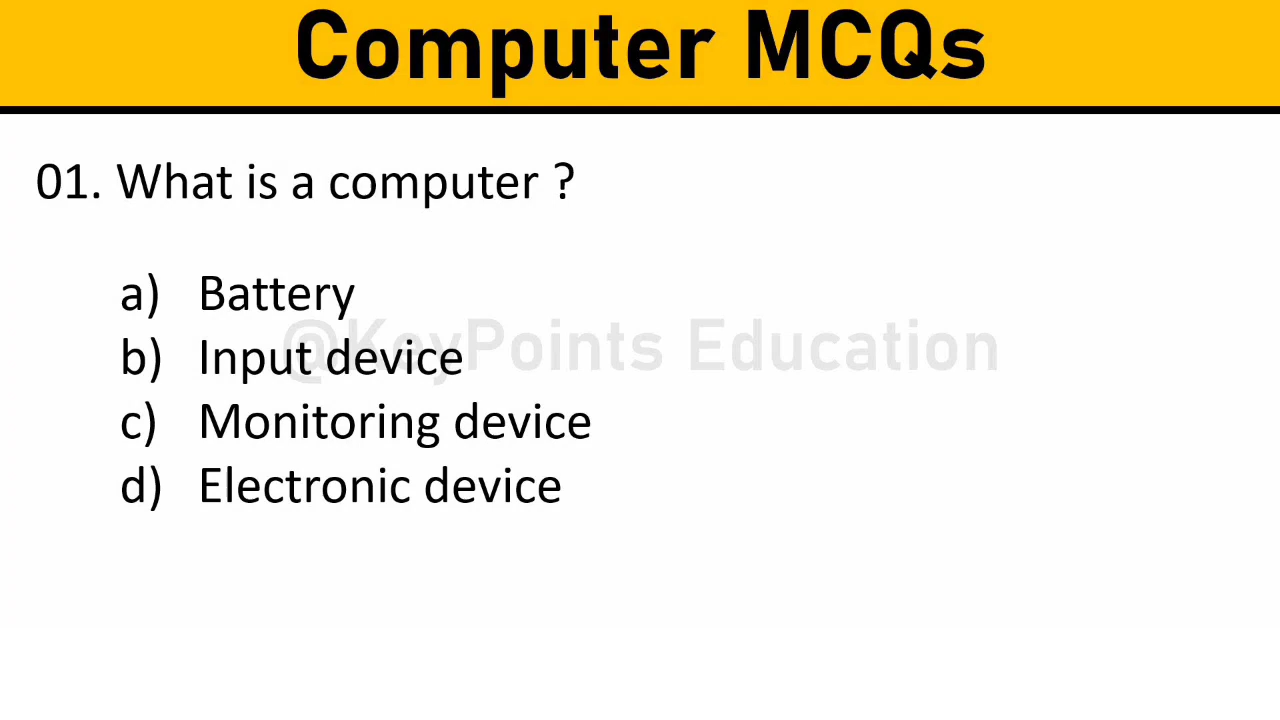 Computer MCQs
01. What is a computer ?
a) Battery
@KeyPoints Education
b) Input device
c) Monitoring device
d) Electronic device